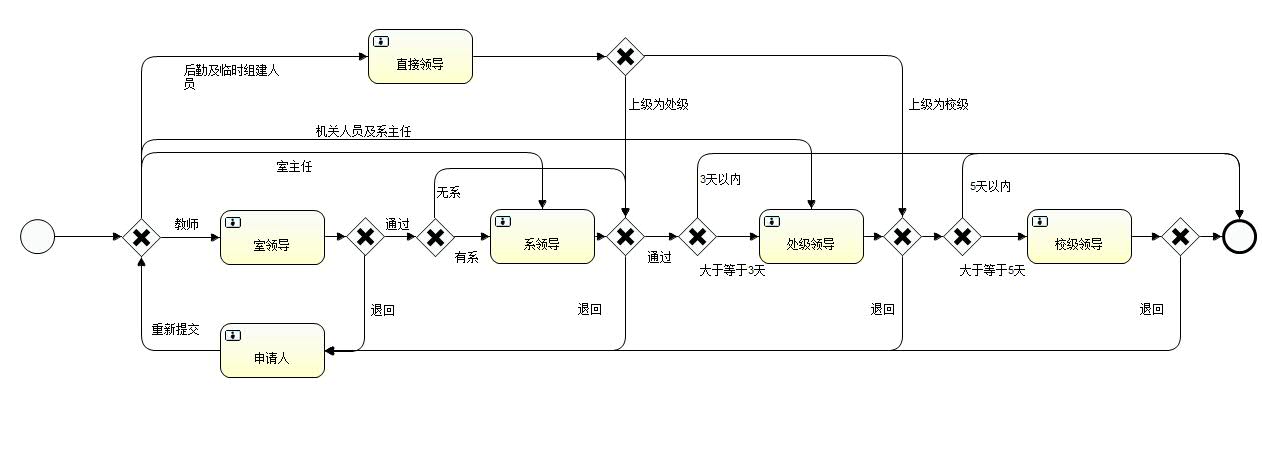 直接领导
后勤及临时组建人
员
上级为处级
上级为校级
机关人员及系主任
室主任
3天以内
5天以内
无系
教师
通过
室领导
系领导
处级领导
校级领导
有系
通过
大于等于3天
大于等于5天
退回
退回
退回
退回
重新提交
申请人